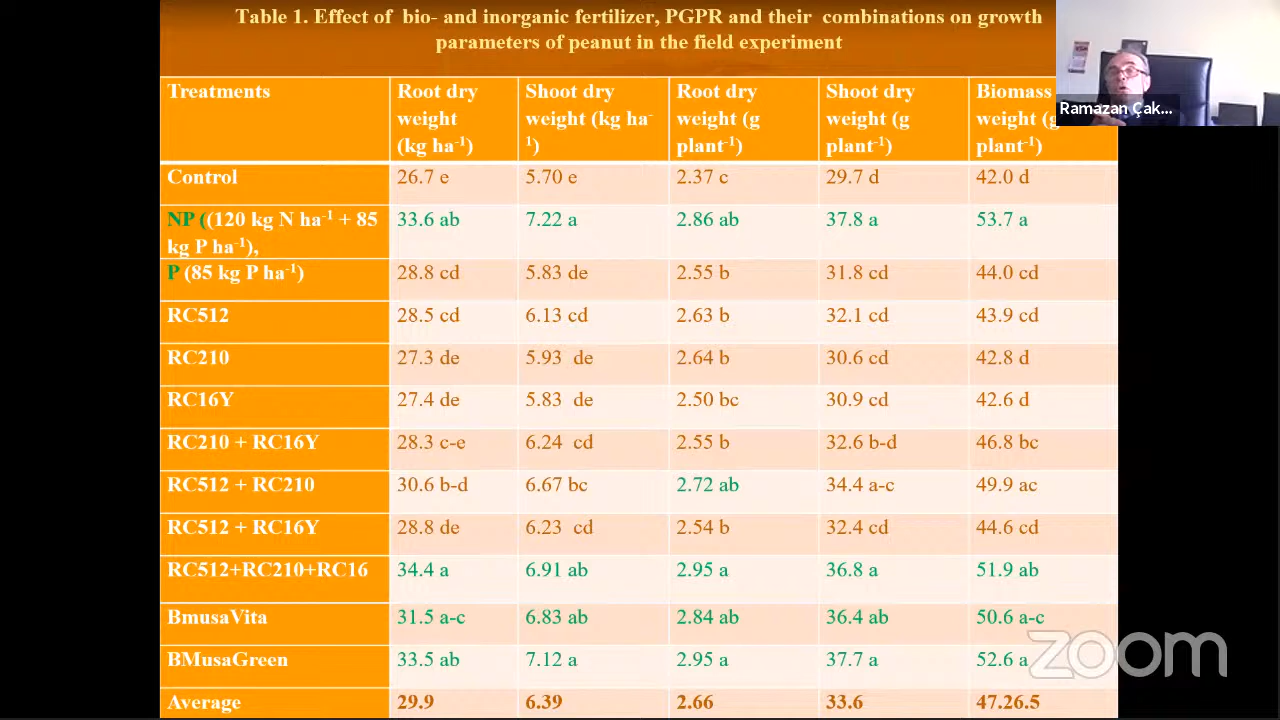 Table 1. Effect of bio- and inorganic fertilizer, PGPR and their combinations on growth
parameters of peanut in the field experiment
Ramazan Çak...
Treatments | Root dry weight (kg ha-1) | Shoot dry weight (kg ha-1) | Root dry weight (g plant-1) | Shoot dry weight (g plant-1) | Biomass weight (g plant-1)
Control | 26.7 e | 5.70 e | 2.37 c | 29.7 d | 42.0 d
NP ((120 kg N ha-1 + 85 kg P ha-1), | 33.6 ab | 7.22 a | 2.86 ab | 37.8 a | 53.7 a
P (85 kg P ha-1) | 28.8 cd | 5.83 de | 2.55 b | 31.8 cd | 44.0 cd
RC512 | 28.5 cd | 6.13 cd | 2.63 b | 32.1 cd | 43.9 cd
RC210 | 27.3 de | 5.93 de | 2.64 b | 30.6 cd | 42.8 d
RC16Y | 27.4 de | 5.83 de | 2.50 bc | 30.9 cd | 42.6 d
RC210 + RC16Y | 28.3 c-e | 6.24 cd | 2.55 b | 32.6 b-d | 46.8 bc
RC512 + RC210 | 30.6 b-d | 6.67 bc | 2.72 ab | 34.4 a-c | 49.9 ac
RC512 + RC16Y | 28.8 de | 6.23 cd | 2.54 b | 32.4 cd | 44.6 cd
RC512+RC210+RC16 | 34.4 a | 6.91 ab | 2.95 a | 36.8 a | 51.9 ab
BmusaVita | 31.5 a-c | 6.83 ab | 2.84 ab | 36.4 ab | 50.6 a-c
BMusaGreen | 33.5 ab | 7.12 a | 2.95 a | 37.7 a | 52.6 a
Average | 29.9 | 6.39 | 2.66 | 33.6 | 47.26.5
zoom